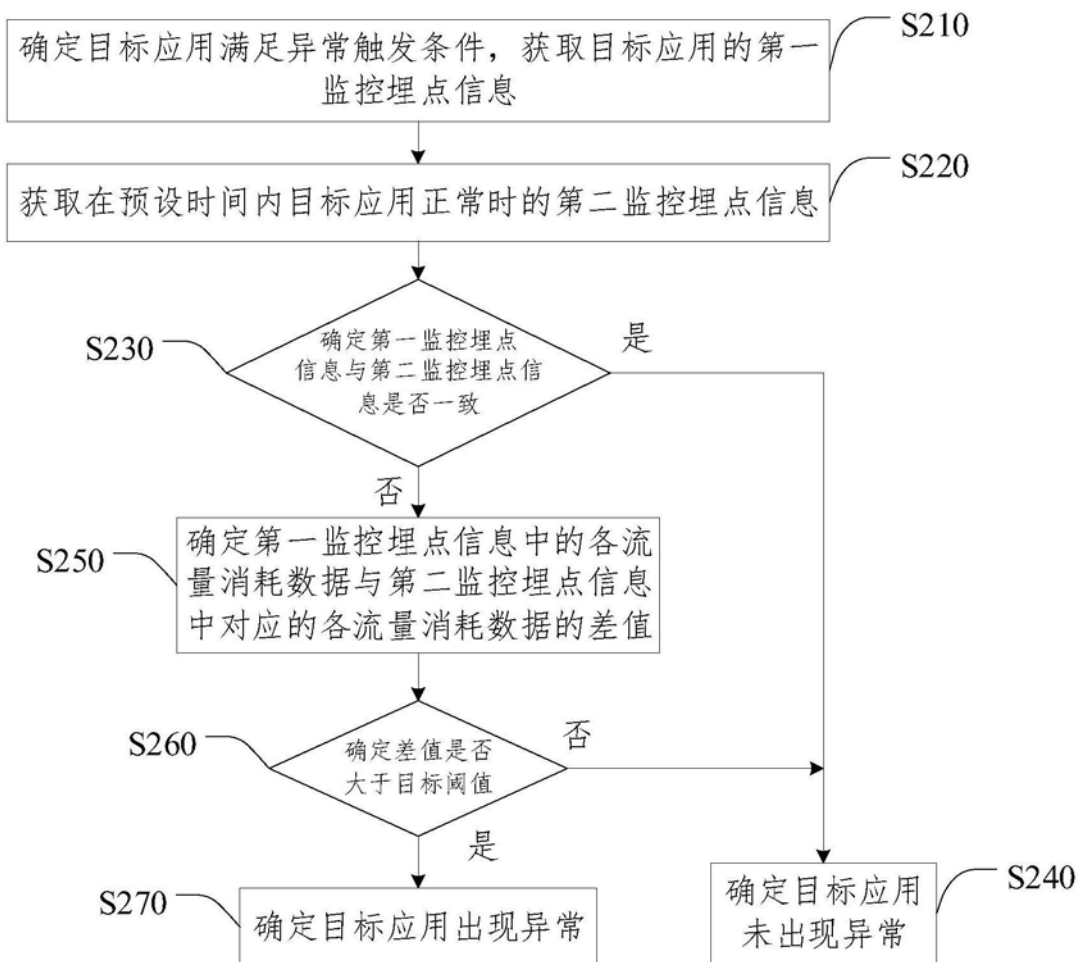 S210
确定目标应用满足异常触发条件，获取目标应用的第一
监控埋点信息
S220
获取在预设时间内目标应用正常时的第二监控埋点信息
S230
确定第一监控埋点
信息与第二监控埋点信
息是否一致
是
否
S250
确定第一监控埋点信息中的各流
量消耗数据与第二监控埋点信息
中对应的各流量消耗数据的差值
S260
确定差值是否
大于目标阈值
否
是
S270
确定目标应用出现异常
S240
确定目标应用
未出现异常